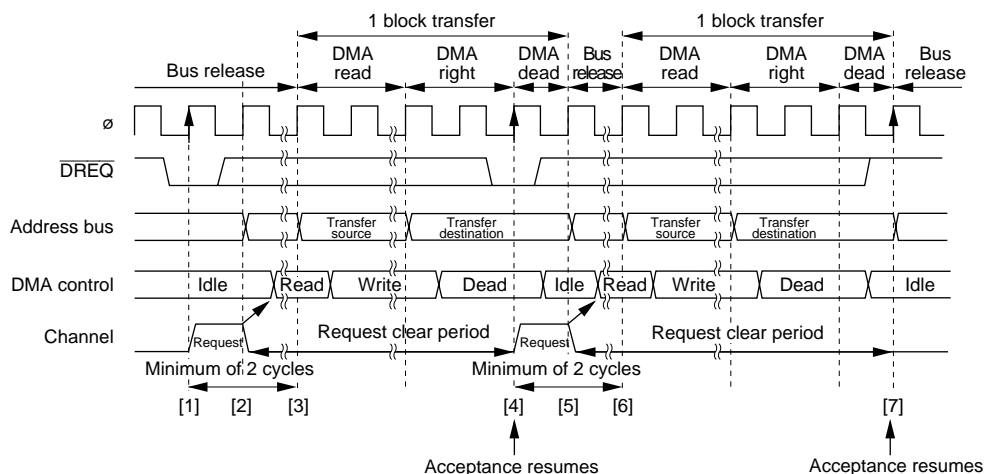 1 block transfer 1 block transfer
DMA read DMA right DMA dead Bus release DMA read DMA right DMA dead Bus release
Bus release
ø
DREQ
Address bus Transfer source Transfer destination Transfer source Transfer destination
DMA control Idle Read Write Dead Idle Read Write Dead Idle
Channel Request Request clear period Request Request clear period
Minimum of 2 cycles Minimum of 2 cycles
[1] [2] [3] [4] [5] [6] [7]
Acceptance resumes Acceptance resumes